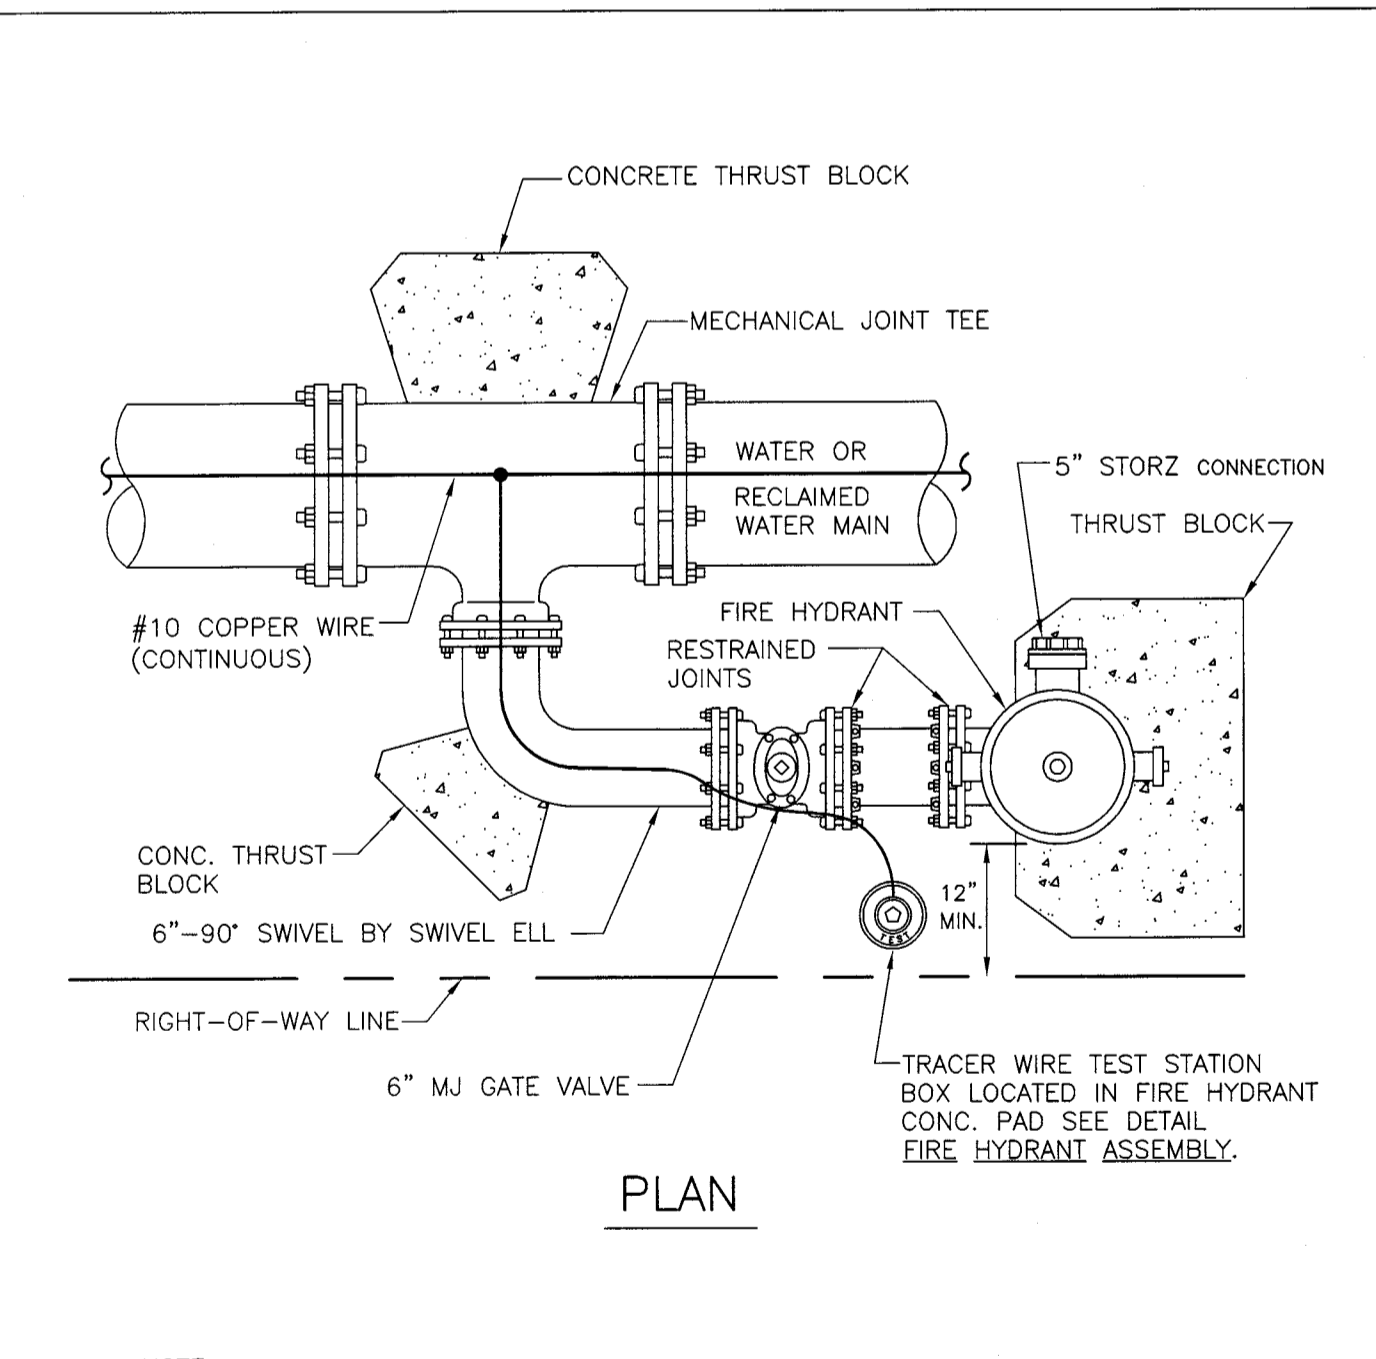 CONCRETE THRUST BLOCK
MECHANICAL JOINT TEE
WATER OR
RECLAIMED
WATER MAIN
5" STORZ CONNECTION
THRUST BLOCK
#10 COPPER WIRE
(CONTINUOUS)
FIRE HYDRANT
RESTRAINED
JOINTS
CONC. THRUST
BLOCK
6"-90° SWIVEL BY SWIVEL ELL
12"
MIN.
TEST
RIGHT-OF-WAY LINE
6" MJ GATE VALVE
TRACER WIRE TEST STATION
BOX LOCATED IN FIRE HYDRANT
CONC. PAD SEE DETAIL
FIRE HYDRANT ASSEMBLY.
PLAN